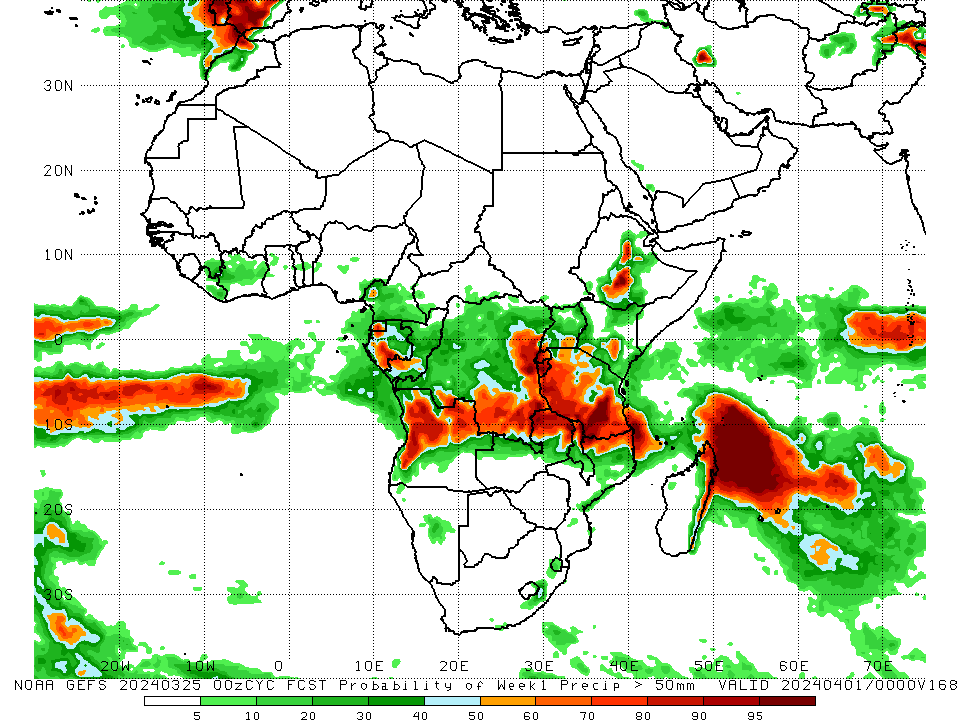 30N
20N
10N
0
10S
20S
30S
20W 10W 0 10E 20E 30E 40E 50E 60E 70E
NOAA GEFS 20240325 00zCYC FCST Probability of Week1 Precip > 50mm VALID 20240401/0000V168
5 10 20 30 40 50 60 70 80 90 95